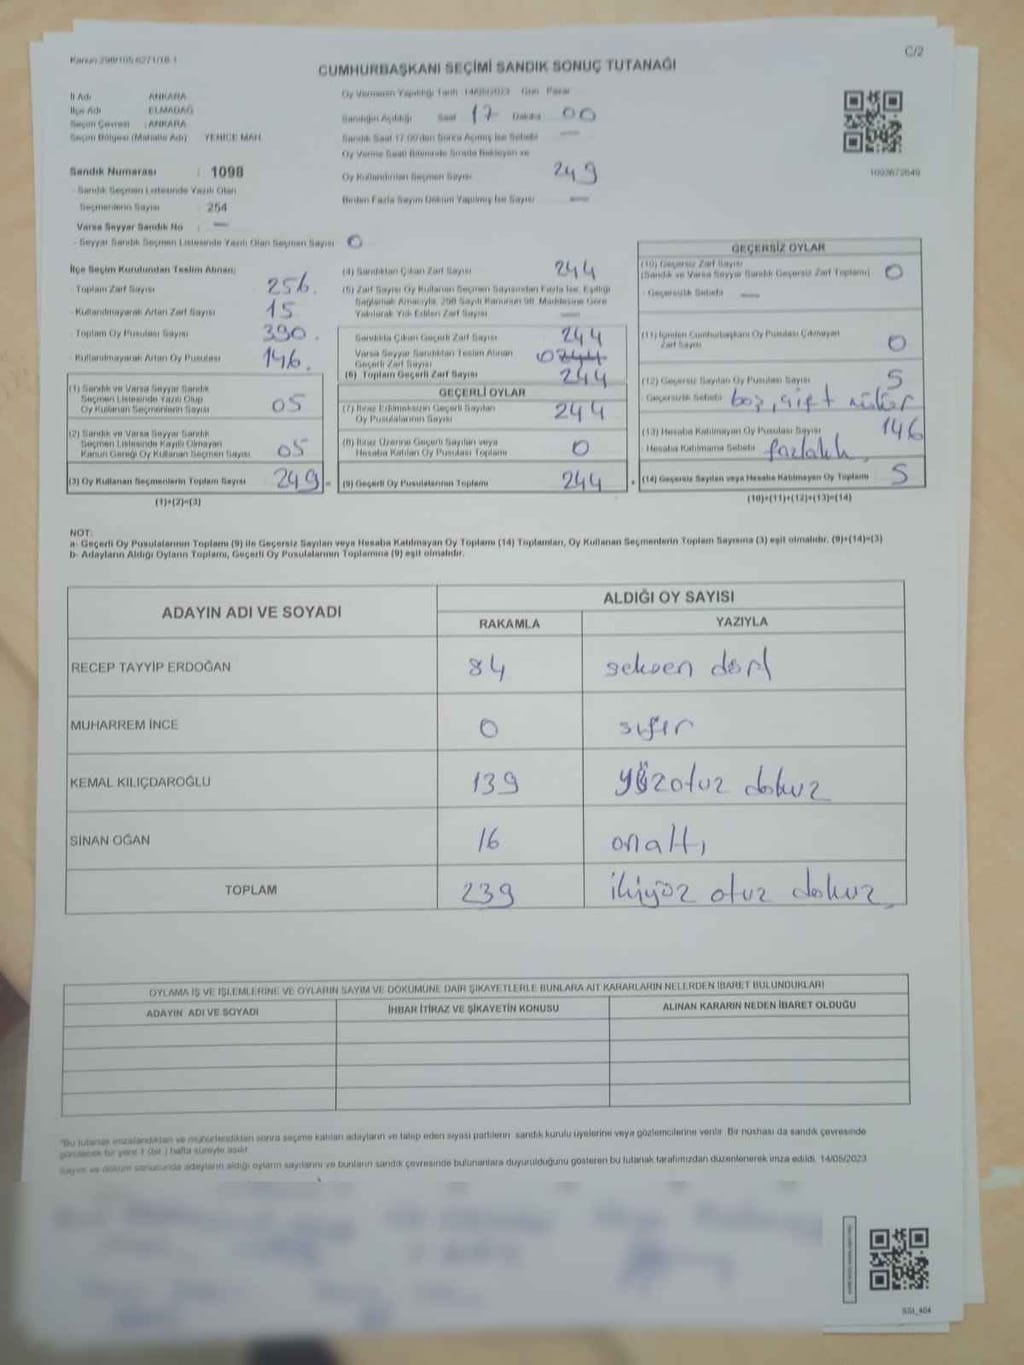 Kanun 298/105.6271/18.1
C/2
CUMHURBAŞKANI SEÇİMİ SANDIK SONUÇ TUTANAĞI
İl Adı ANKARA
İlçe Adı ELMADAĞ
Seçim Çevresi : ANKARA
Seçim Bölgesi (Mahalle Adı) YENİCE MAH.
Sandık Numarası : 1098
- Sandık Seçmen Listesinde Yazılı Olan
Seçmenlerin Sayısı : 254
Varsa Seyyar Sandık No : —
- Seyyar Sandık Seçmen Listesinde Yazılı Olan Seçmen Sayısı 0
Oy Vermenin Yapıldığı Tarih 14/05/2023 Gün Pazar
Sandığın Açıldığı Saat 17 Dakika 00
Sandık Saat 17.00'den Sonra Açılmış İse Sebebi —
Oy Verme Saati Bitiminde Sırada Bekleyen ve
Oy Kullandırılan Seçmen Sayısı 249
Birden Fazla Sayım Döküm Yapılmış İse Sayısı —
1093672649
İlçe Seçim Kurulundan Teslim Alınan;
- Toplam Zarf Sayısı 256.
- Kullanılmayarak Artan Zarf Sayısı 15
- Toplam Oy Pusulası Sayısı 390.
- Kullanılmayarak Artan Oy Pusulası 146.
(1) Sandık ve Varsa Seyyar Sandık
Seçmen Listesinde Yazılı Olup
Oy Kullanan Seçmenlerin Sayısı 05
(2) Sandık ve Varsa Seyyar Sandık
Seçmen Listesinde Kayıtlı Olmayan
Kanun Gereği Oy Kullanan Seçmen Sayısı 05
(3) Oy Kullanan Seçmenlerin Toplam Sayısı 249 =
(1)+(2)=(3)
(4) Sandıktan Çıkan Zarf Sayısı 244
(5) Zarf Sayısı Oy Kullanan Seçmen Sayısından Fazla İse, Eşitliği
Sağlamak Amacıyla, 298 Sayılı Kanunun 98. Maddesine Göre
Yakılarak Yok Edilen Zarf Sayısı —
Sandıkta Çıkan Geçerli Zarf Sayısı 244
Varsa Seyyar Sandıktan Teslim Alınan
Geçerli Zarf Sayısı 0 244
(6) Toplam Geçerli Zarf Sayısı 244
GEÇERLİ OYLAR
(7) İtiraz Edilmeksizin Geçerli Sayılan
Oy Pusulalarının Sayısı 244
(8) İtiraz Üzerine Geçerli Sayılan veya
Hesaba Katılan Oy Pusulası Toplamı 0
(9) Geçerli Oy Pusulalarının Toplamı 244 +
GEÇERSİZ OYLAR
(10) Geçersiz Zarf Sayısı
(Sandık ve Varsa Seyyar Sandık Geçersiz Zarf Toplamı) 0
- Geçersizlik Sebebi —
(11) İçinden Cumhurbaşkanı Oy Pusulası Çıkmayan
Zarf Sayısı 0
(12) Geçersiz Sayılan Oy Pusulası Sayısı 5
- Geçersizlik Sebebi boş, çift mühür
(13) Hesaba Katılmayan Oy Pusulası Sayısı 146
- Hesaba Katılmama Sebebi fazlalık
(14) Geçersiz Sayılan veya Hesaba Katılmayan Oy Toplamı 5
(10)+(11)+(12)+(13)=(14)
NOT:
a- Geçerli Oy Pusulalarının Toplamı (9) ile Geçersiz Sayılan veya Hesaba Katılmayan Oy Toplamı (14) Toplamları, Oy Kullanan Seçmenlerin Toplam Sayısına (3) eşit olmalıdır. (9)+(14)=(3)
b- Adayların Aldığı Oyların Toplamı, Geçerli Oy Pusulalarının Toplamına (9) eşit olmalıdır.
ADAYIN ADI VE SOYADI
ALDIĞI OY SAYISI
RAKAMLA YAZIYLA
RECEP TAYYİP ERDOĞAN 84 seksen dört
MUHARREM İNCE 0 sıfır
KEMAL KILIÇDAROĞLU 139 yüzotuz dokuz
SİNAN OĞAN 16 onaltı
TOPLAM 239 ikiyüz otuz dokuz
OYLAMA İŞ VE İŞLEMLERİNE VE OYLARIN SAYIM VE DÖKÜMÜNE DAİR ŞİKAYETLERLE BUNLARA AİT KARARLARIN NELERDEN İBARET BULUNDUKLARI
ADAYIN ADI VE SOYADI İHBAR İTİRAZ VE ŞİKAYETİN KONUSU ALINAN KARARIN NEDEN İBARET OLDUĞU
"Bu tutanak imzalandıktan ve mühürlendikten sonra seçime katılan adayların ve talep eden siyasi partilerin sandık kurulu üyelerine veya gözlemcilerine verilir. Bir nüshası da sandık çevresinde
görülecek bir yere 1 (bir ) hafta süreyle asılır.
Sayım ve döküm sonucunda adayların aldığı oyların sayılarını ve bunların sandık çevresinde bulunanlara duyurulduğunu gösteren bu tutanak tarafımızdan düzenlenerek imza edildi. 14/05/2023